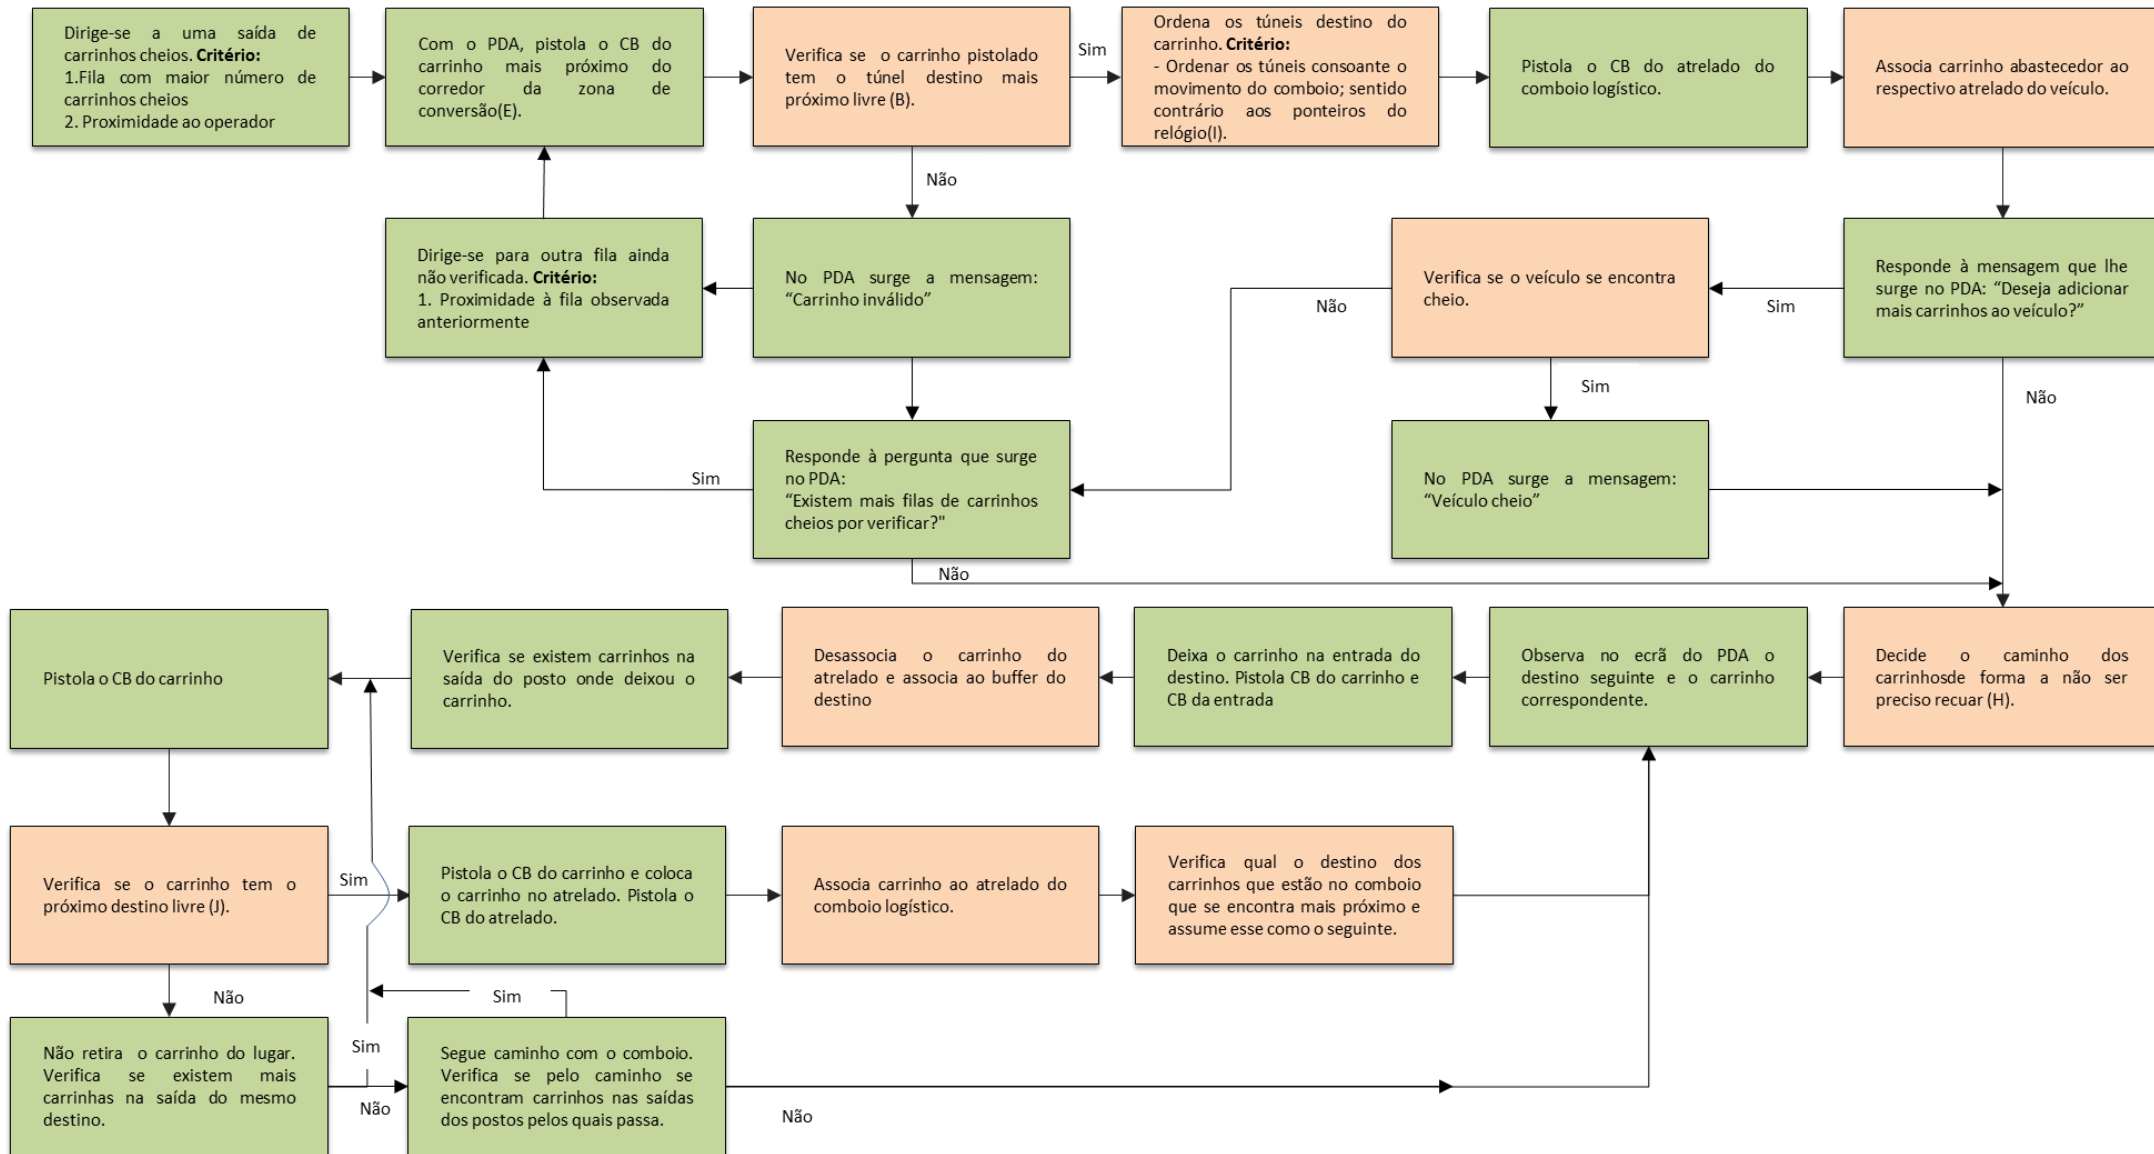 Dirige-se a uma saída de
carrinhos cheios. Critério:
1.Fila com maior número de
carrinhos cheios
2. Proximidade ao operador
Com o PDA, pistola o CB do
carrinho mais próximo do
corredor da zona de
conversão(E).
Verifica se o carrinho pistolado
tem o túnel destino mais
próximo livre (B).
Sim
Ordena os túneis destino do
carrinho. Critério:
- Ordenar os túneis consoante o
movimento do comboio; sentido
contrário aos ponteiros do
relógio(I).
Pistola o CB do atrelado do
comboio logístico.
Associa carrinho abastecedor ao
respectivo atrelado do veículo.
Não
Dirige-se para outra fila ainda
não verificada. Critério:
1. Proximidade à fila observada
anteriormente
No PDA surge a mensagem:
“Carrinho inválido”
Não
Verifica se o veículo se encontra
cheio.
Sim
Responde à mensagem que lhe
surge no PDA: “Deseja adicionar
mais carrinhos ao veículo?”
Sim
Não
Sim
Responde à pergunta que surge
no PDA:
“Existem mais filas de carrinhos
cheios por verificar?"
No PDA surge a mensagem:
“Veículo cheio”
Não
Pistola o CB do carrinho
Verifica se existem carrinhos na
saída do posto onde deixou o
carrinho.
Desassocia o carrinho do
atrelado e associa ao buffer do
destino
Deixa o carrinho na entrada do
destino. Pistola CB do carrinho e
CB da entrada
Observa no ecrã do PDA o
destino seguinte e o carrinho
correspondente.
Decide o caminho dos
carrinhosde forma a não ser
preciso recuar (H).
Verifica se o carrinho tem o
próximo destino livre (J).
Sim
Pistola o CB do carrinho e coloca
o carrinho no atrelado. Pistola o
CB do atrelado.
Associa carrinho ao atrelado do
comboio logístico.
Verifica qual o destino dos
carrinhos que estão no comboio
que se encontra mais próximo e
assume esse como o seguinte.
Não
Sim
Não retira o carrinho do lugar.
Verifica se existem mais
carrinhas na saída do mesmo
destino.
Sim
Não
Segue caminho com o comboio.
Verifica se pelo caminho se
encontram carrinhos nas saídas
dos postos pelos quais passa.
Não